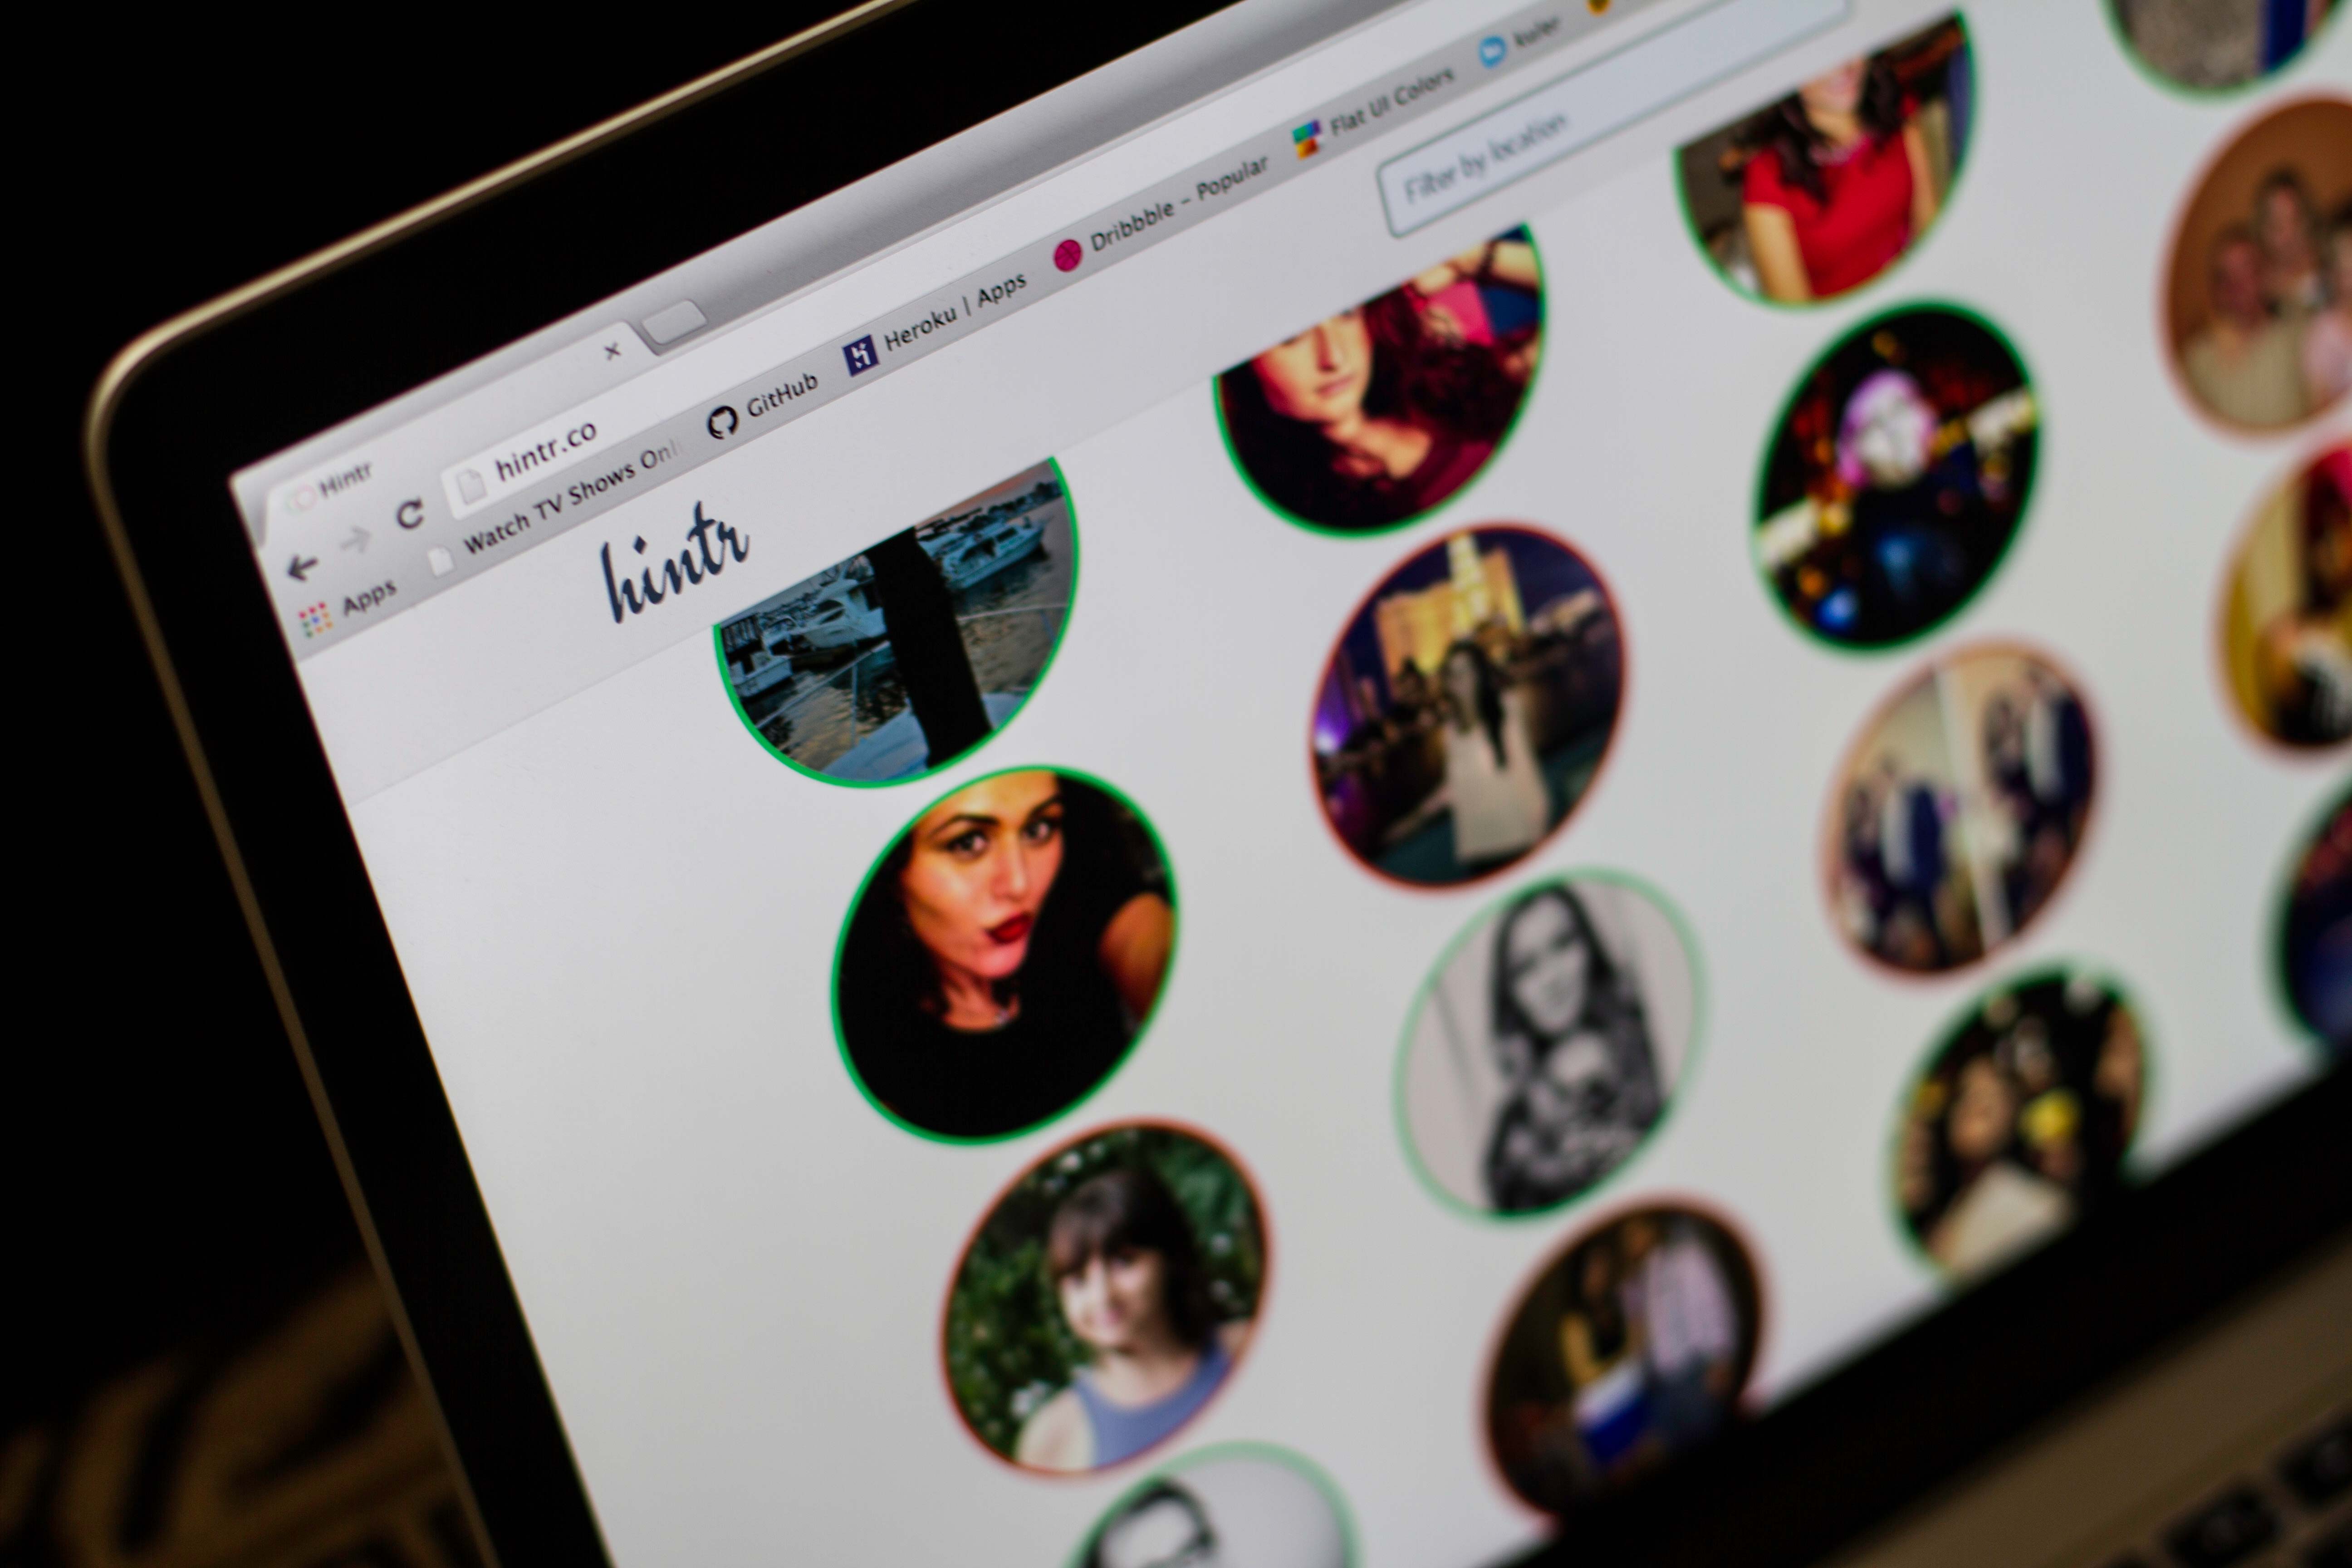 Hintr
hintr.co
Apps
Watch TV Shows Onl
GitHub
Heroku | Apps
Dribbble – Popular
Flat UI Colors
kuler
hintr
Filter by location